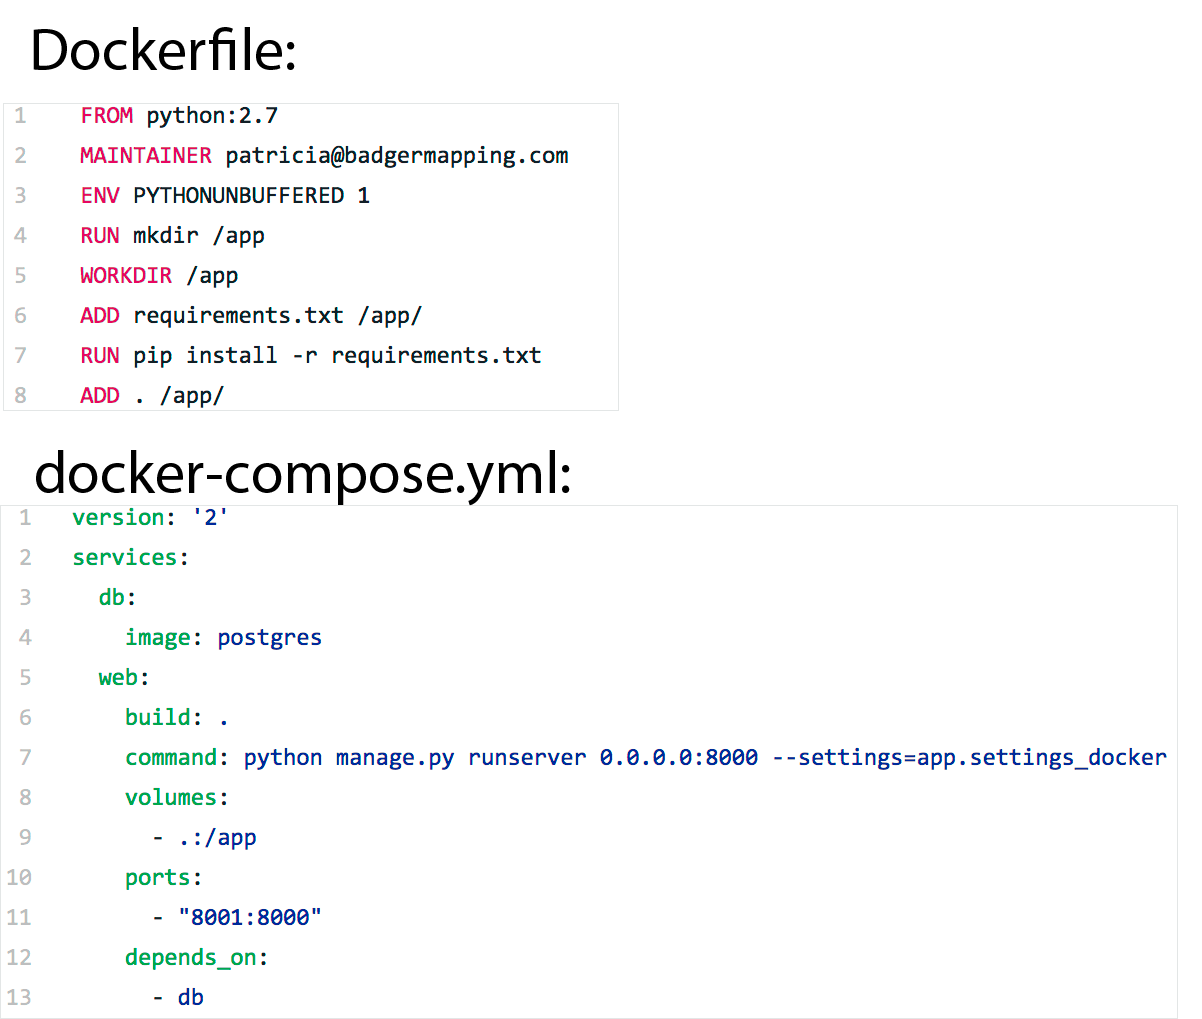 Dockerfile:
1 FROM python:2.7
2 MAINTAINER patricia@badgermapping.com
3 ENV PYTHONUNBUFFERED 1
4 RUN mkdir /app
5 WORKDIR /app
6 ADD requirements.txt /app/
7 RUN pip install -r requirements.txt
8 ADD . /app/
docker-compose.yml:
1 version: '2'
2 services:
3   db:
4     image: postgres
5   web:
6     build: .
7     command: python manage.py runserver 0.0.0.0:8000 --settings=app.settings_docker
8     volumes:
9       - .:/app
10     ports:
11       - "8001:8000"
12     depends_on:
13       - db